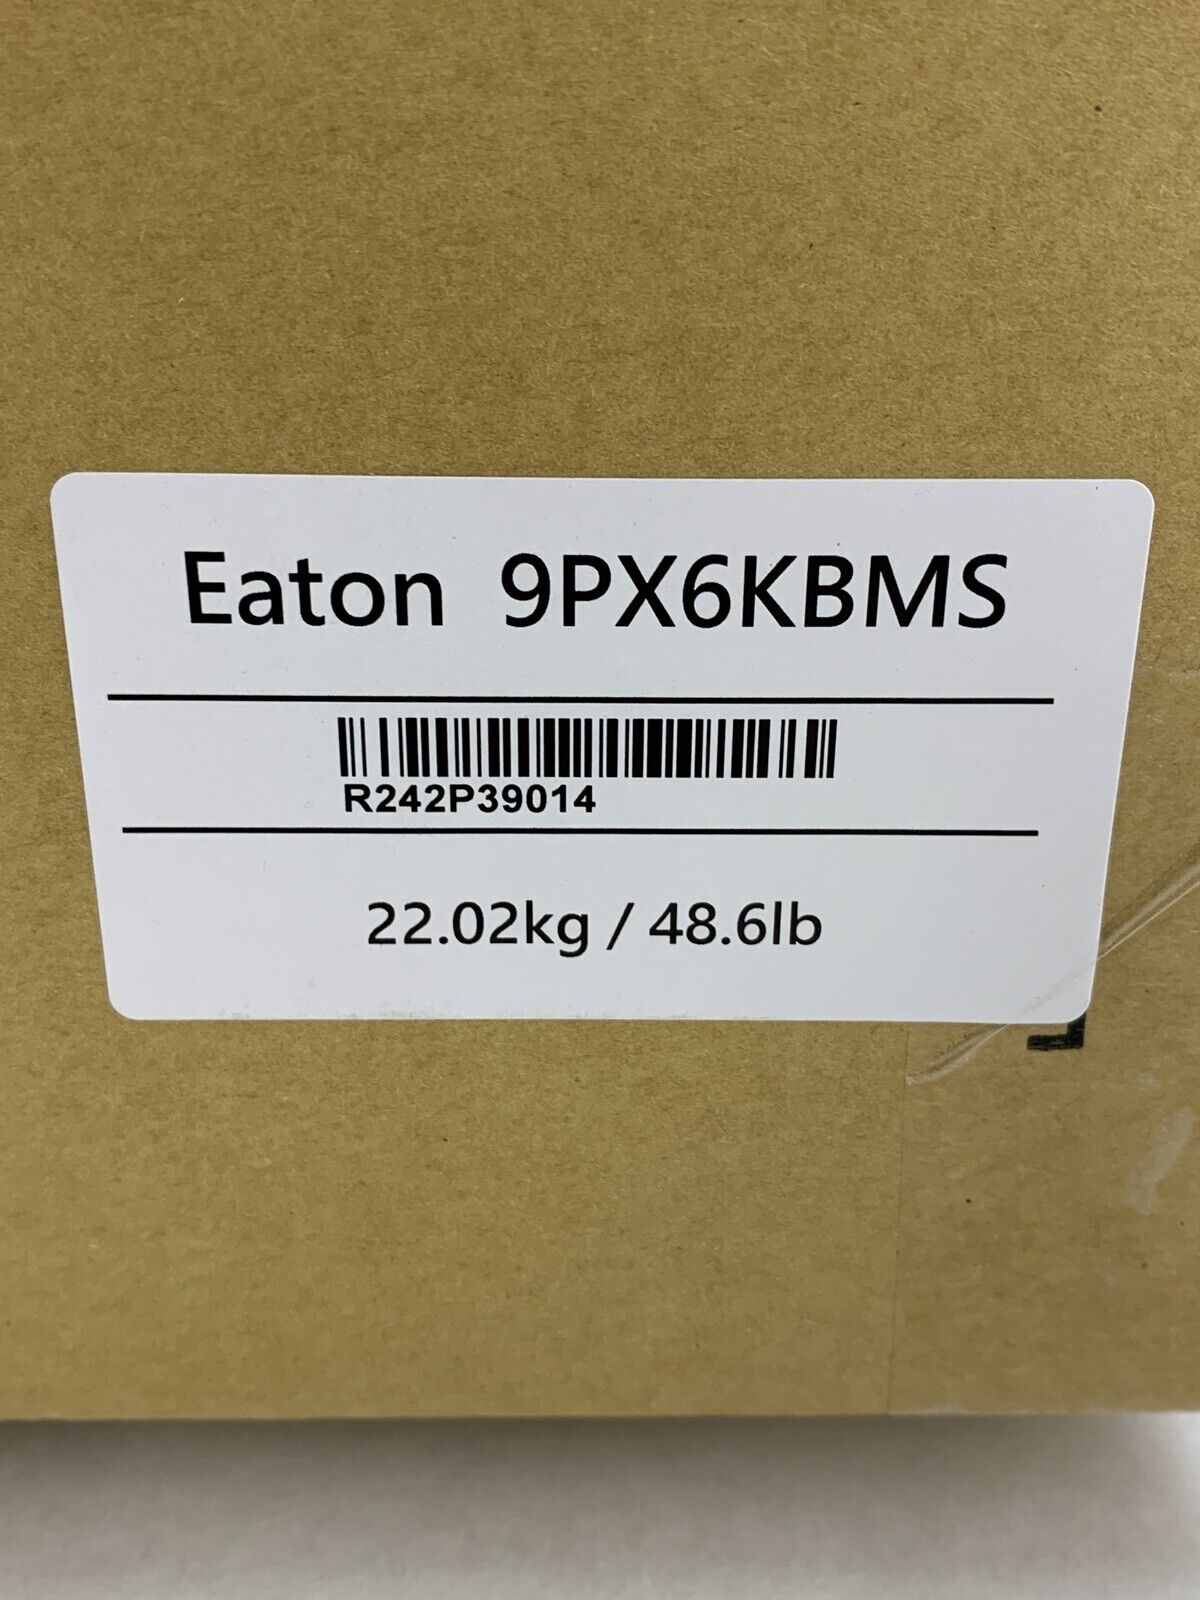 Eaton 9PX6KBMS
R242P39014
22.02kg / 48.6lb